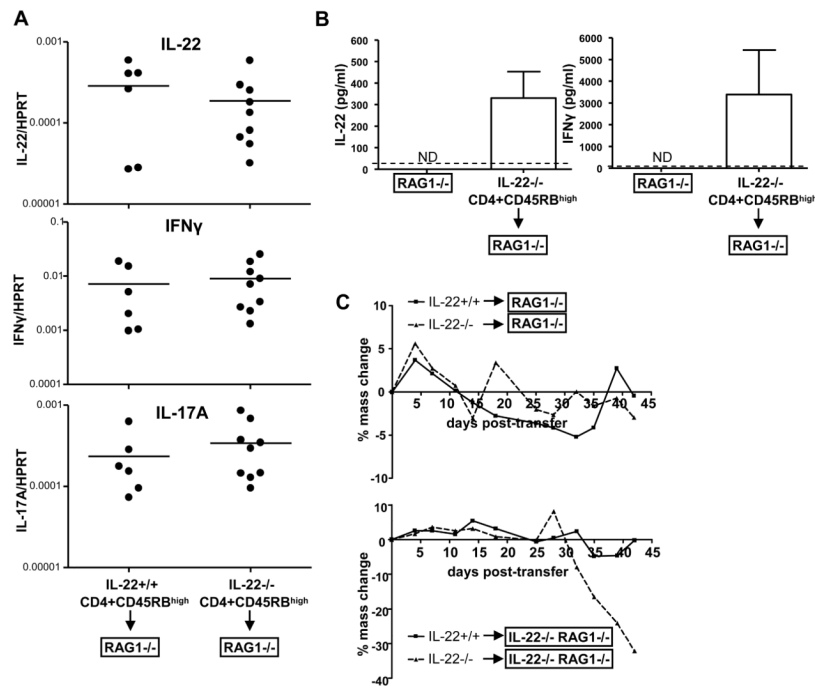 A
IL-22
0.001
0.0001
0.00001
IL-22/HPRT
IFNγ
0.1
0.01
0.001
0.0001
IFNγ/HPRT
IL-17A
0.001
0.0001
0.00001
IL-17A/HPRT
IL-22+/+
CD4+CD45RBhigh
RAG1-/-
IL-22-/-
CD4+CD45RBhigh
RAG1-/-
B
600
500
400
300
200
100
0
IL-22 (pg/ml)
ND
RAG1-/-
IL-22-/-
CD4+CD45RBhigh
RAG1-/-
6000
5000
4000
3000
2000
1000
0
IFNγ (pg/ml)
ND
RAG1-/-
IL-22-/-
CD4+CD45RBhigh
RAG1-/-
C
IL-22+/+ RAG1-/-
IL-22-/- RAG1-/-
10
5
0
-5
-10
% mass change
5 10 15 20 25 30 35 40 45
days post-transfer
10
0
-10
-20
-30
-40
% mass change
5 10 15 20 25 30 35 40 45
days post-transfer
IL-22+/+ IL-22-/- RAG1-/-
IL-22-/- IL-22-/- RAG1-/-